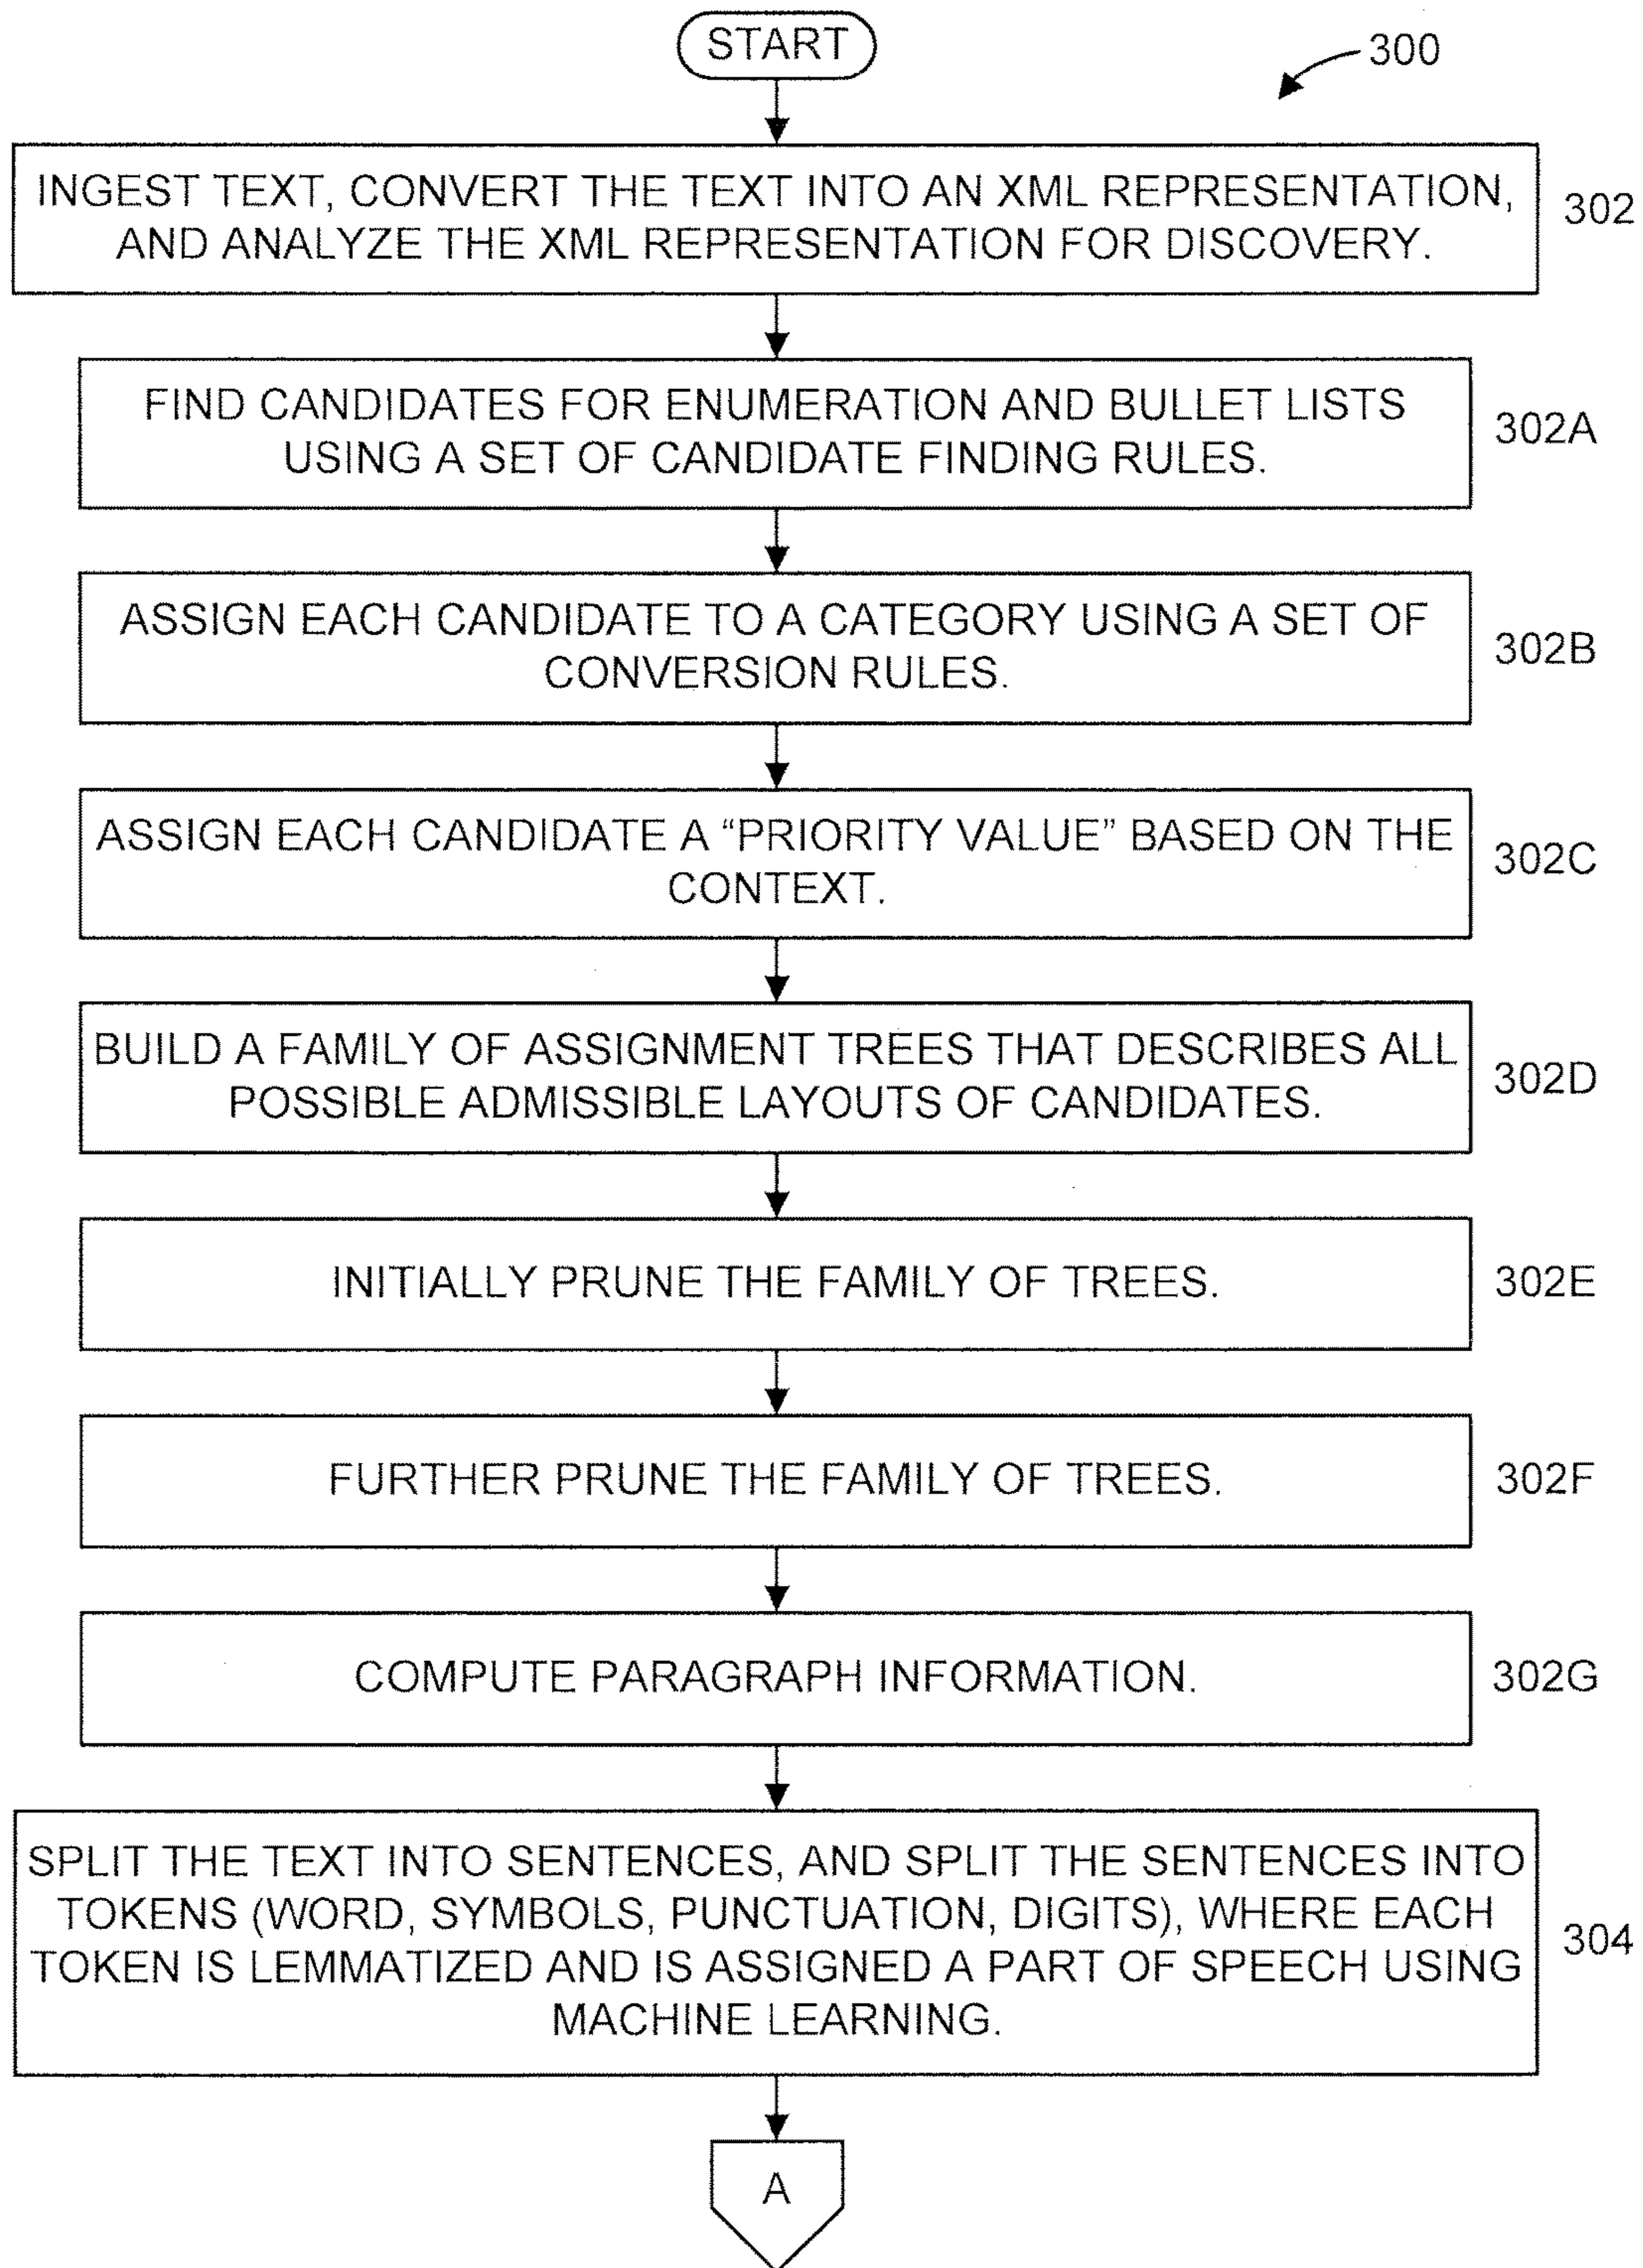 START
300
INGEST TEXT, CONVERT THE TEXT INTO AN XML REPRESENTATION,
AND ANALYZE THE XML REPRESENTATION FOR DISCOVERY.
302
FIND CANDIDATES FOR ENUMERATION AND BULLET LISTS
USING A SET OF CANDIDATE FINDING RULES.
302A
ASSIGN EACH CANDIDATE TO A CATEGORY USING A SET OF
CONVERSION RULES.
302B
ASSIGN EACH CANDIDATE A “PRIORITY VALUE” BASED ON THE
CONTEXT.
302C
BUILD A FAMILY OF ASSIGNMENT TREES THAT DESCRIBES ALL
POSSIBLE ADMISSIBLE LAYOUTS OF CANDIDATES.
302D
INITIALLY PRUNE THE FAMILY OF TREES.
302E
FURTHER PRUNE THE FAMILY OF TREES.
302F
COMPUTE PARAGRAPH INFORMATION.
302G
SPLIT THE TEXT INTO SENTENCES, AND SPLIT THE SENTENCES INTO
TOKENS (WORD, SYMBOLS, PUNCTUATION, DIGITS), WHERE EACH
TOKEN IS LEMMATIZED AND IS ASSIGNED A PART OF SPEECH USING
MACHINE LEARNING.
304
A